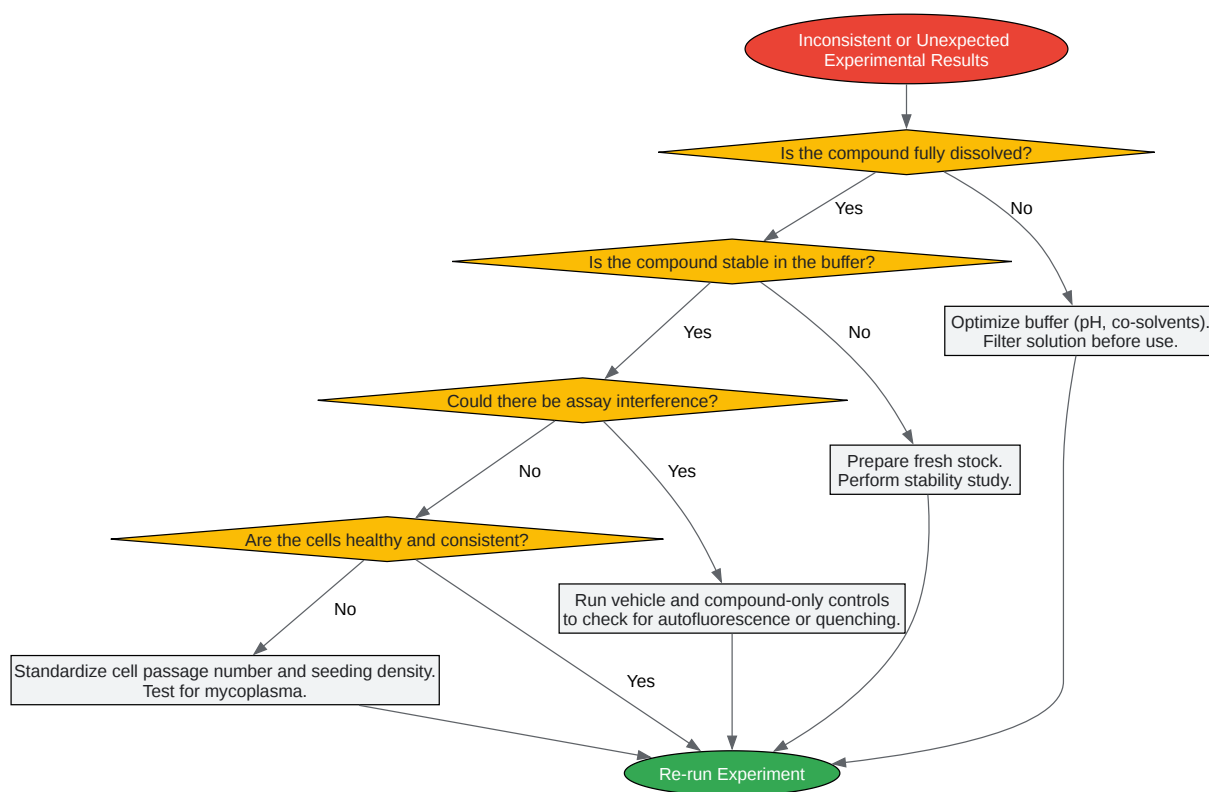 Inconsistent or Unexpected
Experimental Results
Is the compound fully dissolved?
Yes
No
Is the compound stable in the buffer?
Optimize buffer (pH, co-solvents).
Filter solution before use.
Yes
No
Could there be assay interference?
Prepare fresh stock.
Perform stability study.
No
Yes
Are the cells healthy and consistent?
Run vehicle and compound-only controls
to check for autofluorescence or quenching.
No
Standardize cell passage number and seeding density.
Test for mycoplasma.
Yes
Re-run Experiment